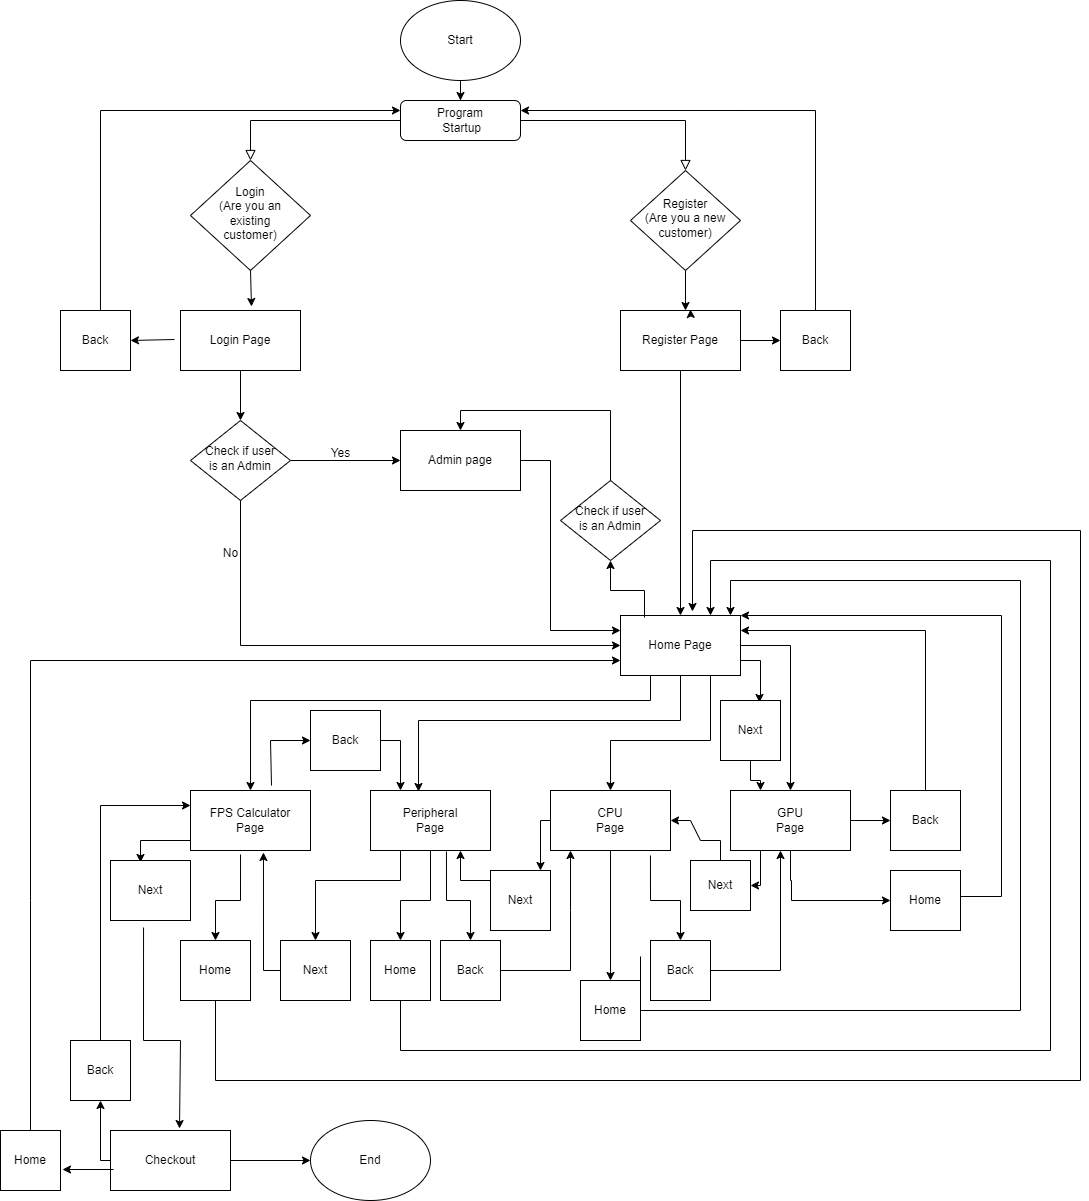 Start
Program
Startup
Login
(Are you an
existing
customer)
Register
(Are you a new
customer)
Back
Login Page
Register Page
Back
Check if user
is an Admin
Yes
Admin page
Check if user
is an Admin
No
Home Page
Next
Back
FPS Calculator
Page
Peripheral
Page
CPU
Page
GPU
Page
Back
Next
Next
Next
Home
Home
Next
Home
Back
Back
Home
Back
Home
Checkout
End